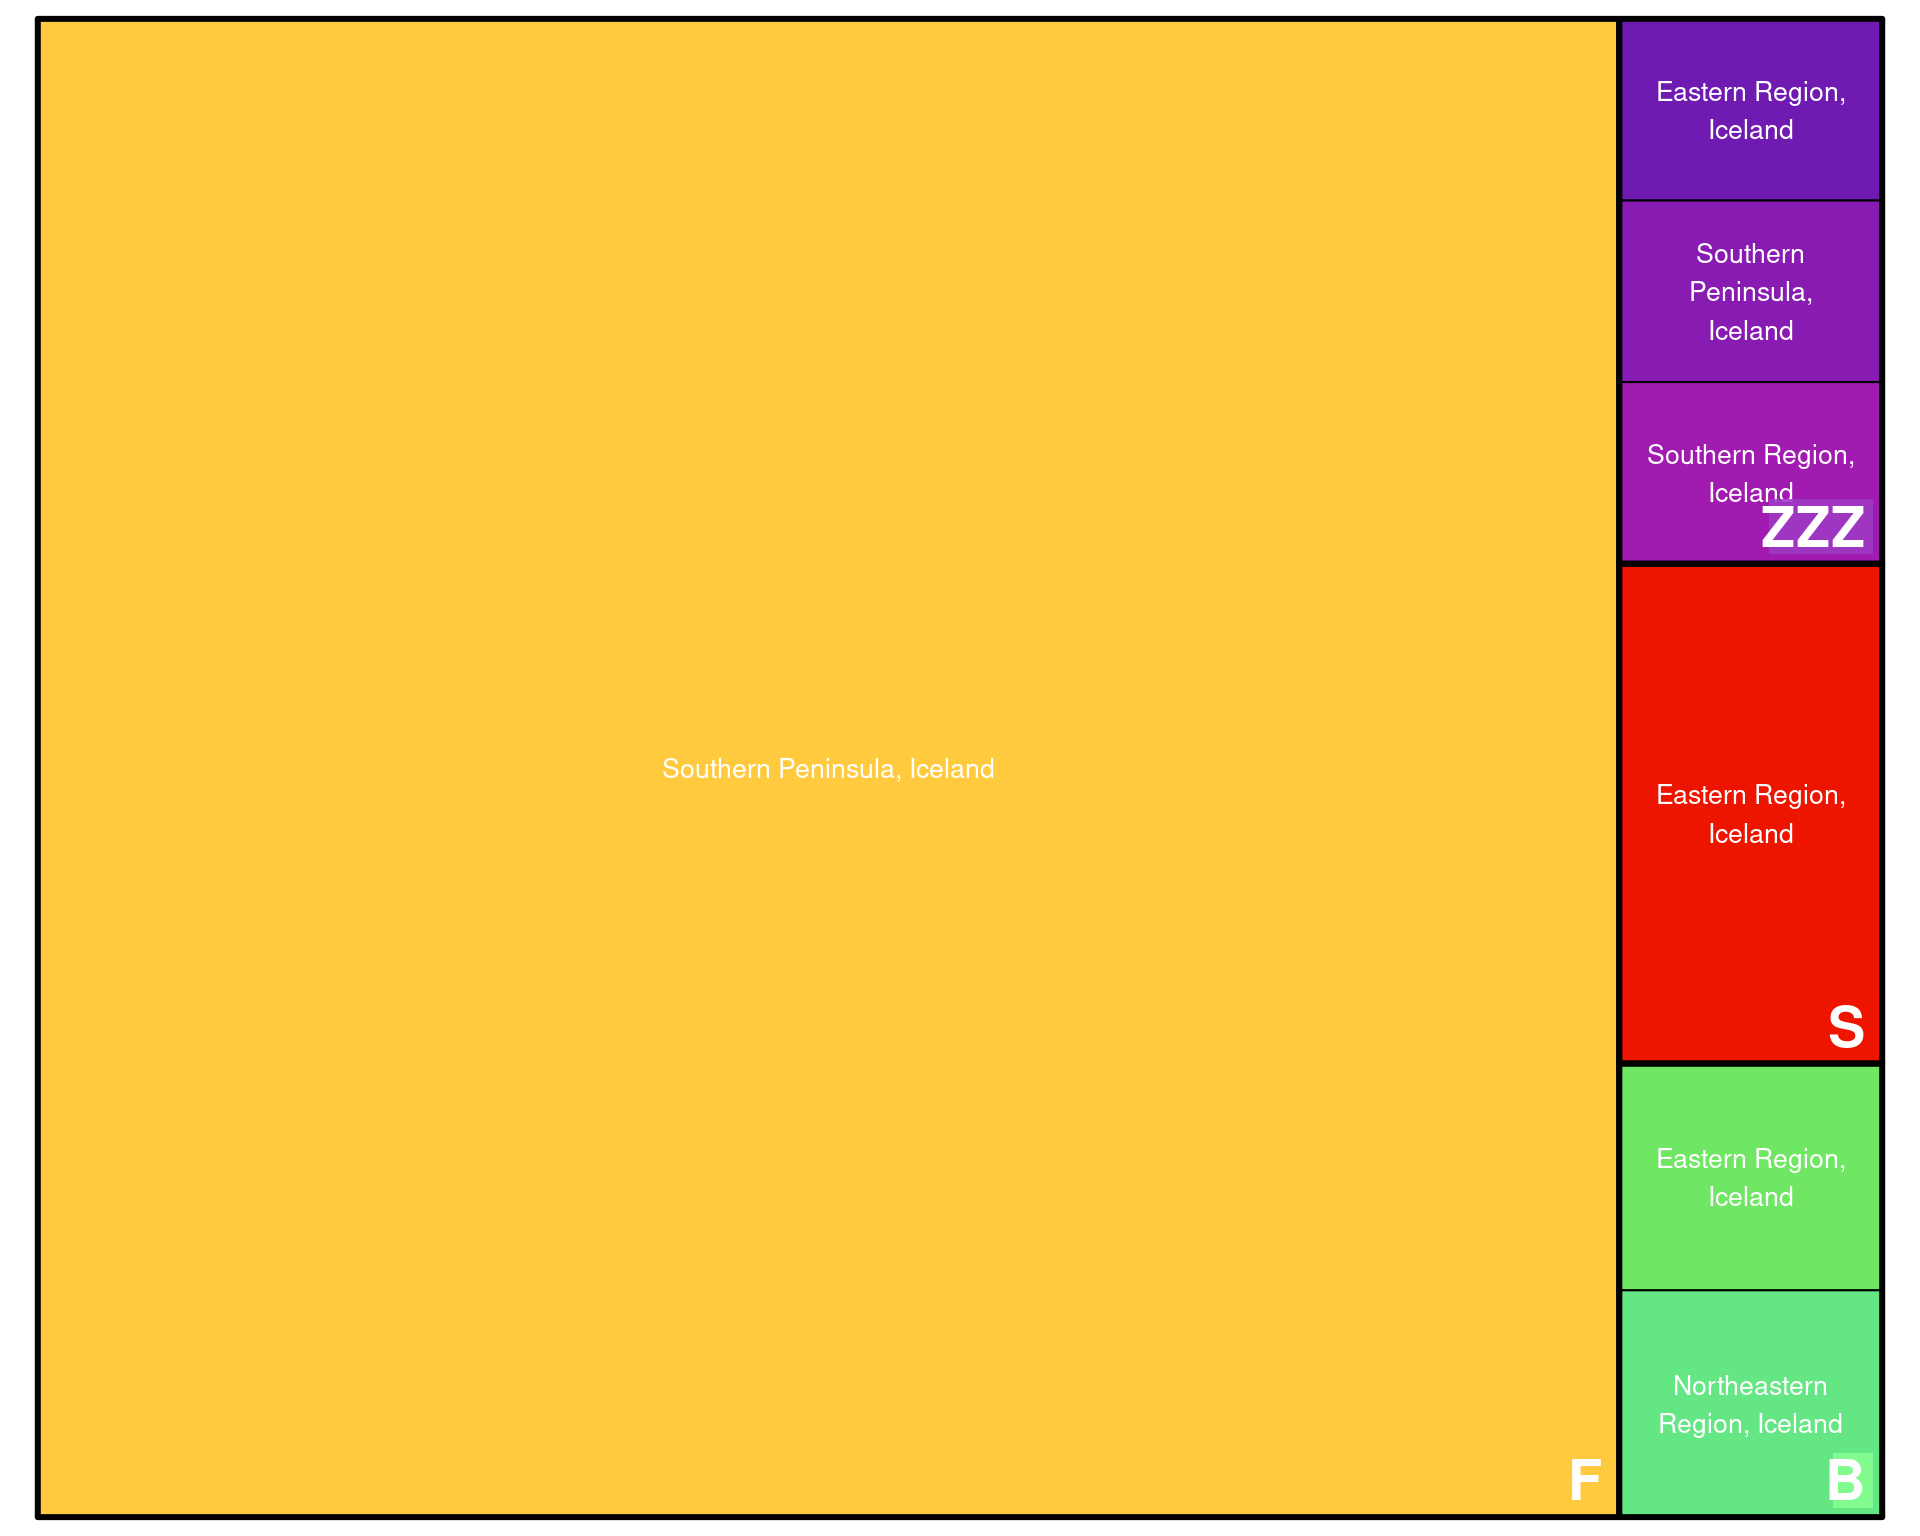 Southern Peninsula, Iceland
F
Eastern Region,
Iceland
Southern
Peninsula,
Iceland
Southern Region,
Iceland
ZZZ
Eastern Region,
Iceland
S
Eastern Region,
Iceland
Northeastern
Region, Iceland
B